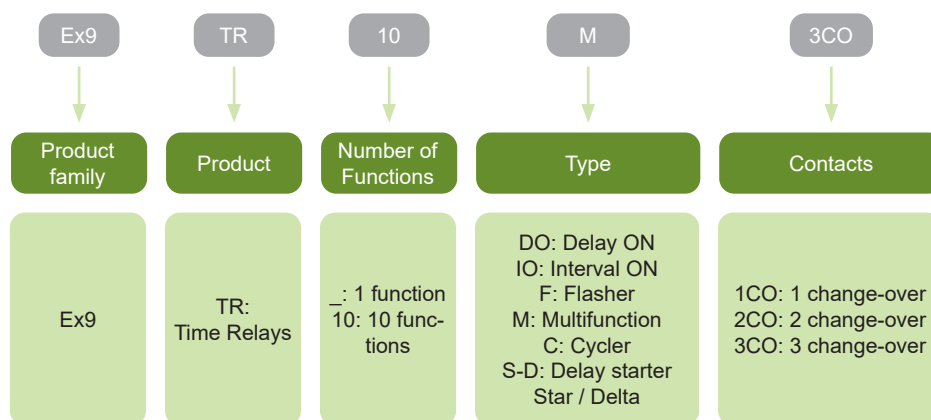 Ex9
TR
10
M
3CO
Product
family
Product
Number of
Functions
Type
Contacts
Ex9
TR:
Time Relays
_: 1 function
10: 10 func-
tions
DO: Delay ON
IO: Interval ON
F: Flasher
M: Multifunction
C: Cycler
S-D: Delay starter
Star / Delta
1CO: 1 change-over
2CO: 2 change-over
3CO: 3 change-over